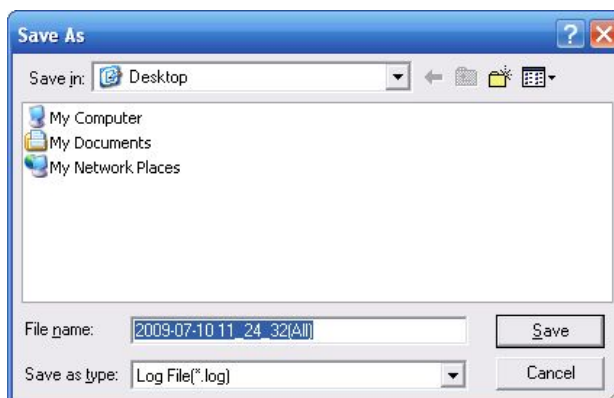 Save As
Save in: Desktop
My Computer
My Documents
My Network Places
File name: 2009-07-10 11_24_32(All) Save
Save as type: Log File(*.log) Cancel